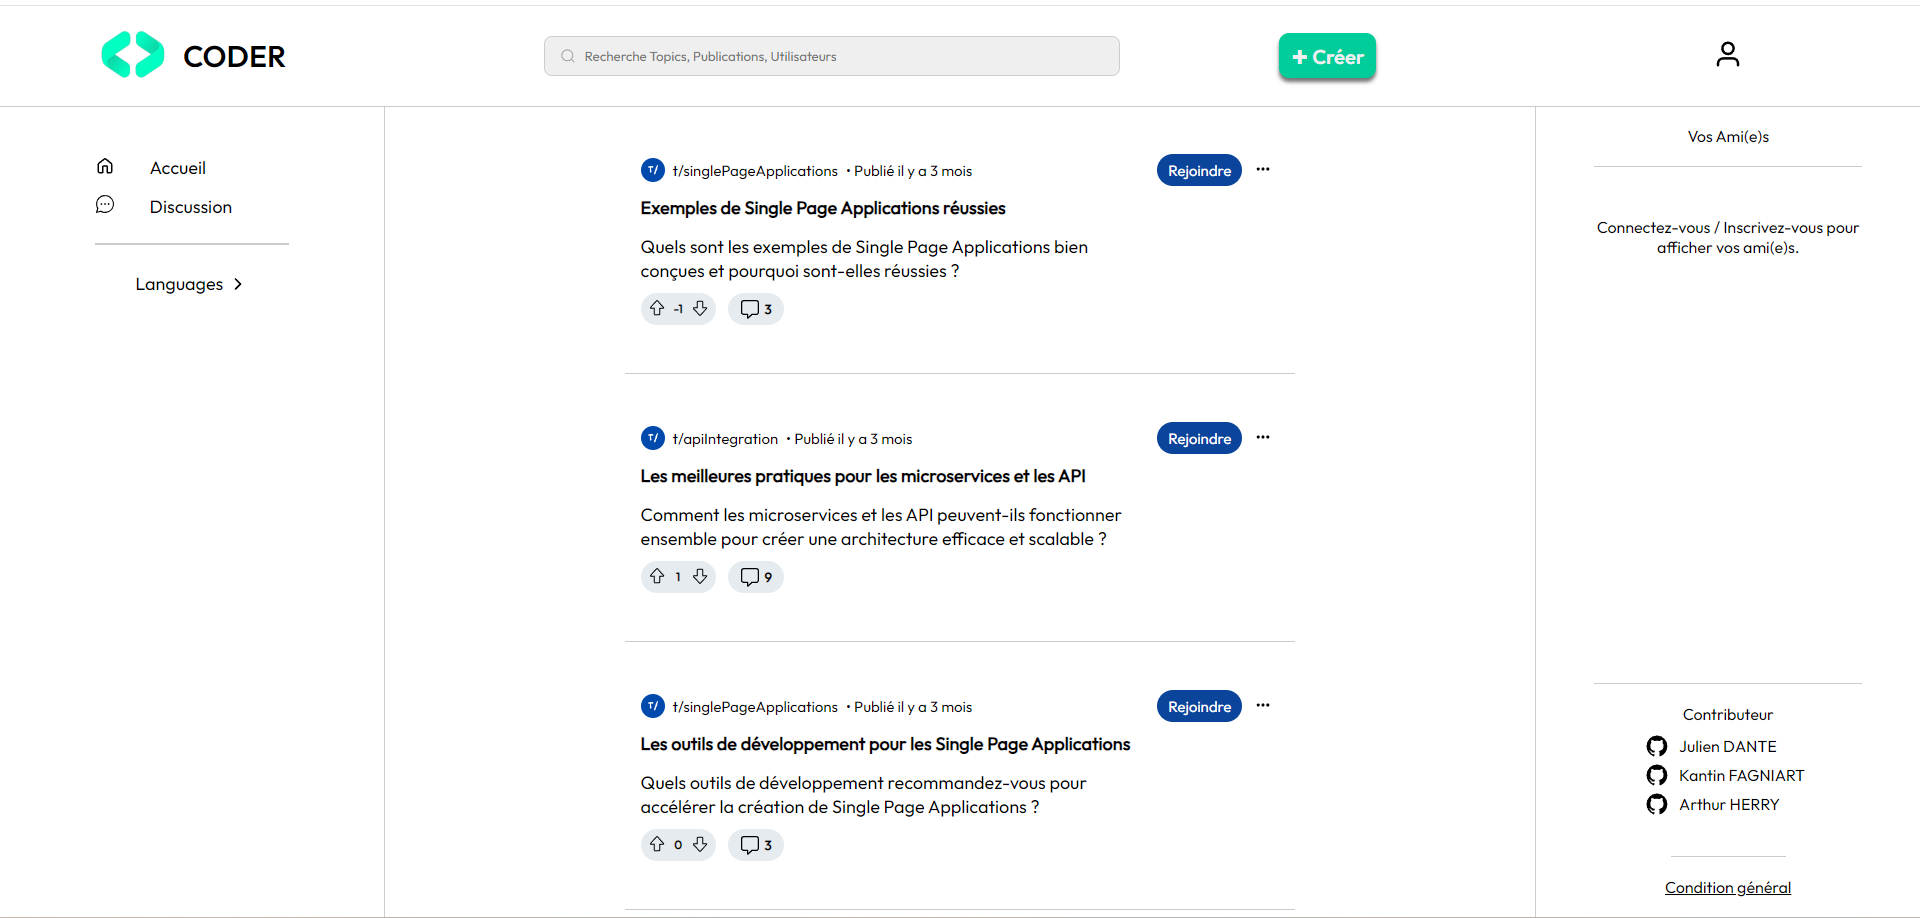 CODER
Recherche Topics, Publications, Utilisateurs
+ Créer
Accueil
Discussion
Languages
T/ t/singlePageApplications • Publié il y a 3 mois
Rejoindre
Exemples de Single Page Applications réussies
Quels sont les exemples de Single Page Applications bien
conçues et pourquoi sont-elles réussies ?
-1
3
T/ t/apiIntegration • Publié il y a 3 mois
Rejoindre
Les meilleures pratiques pour les microservices et les API
Comment les microservices et les API peuvent-ils fonctionner
ensemble pour créer une architecture efficace et scalable ?
1
9
T/ t/singlePageApplications • Publié il y a 3 mois
Rejoindre
Les outils de développement pour les Single Page Applications
Quels outils de développement recommandez-vous pour
accélérer la création de Single Page Applications ?
0
3
Vos Ami(e)s
Connectez-vous / Inscrivez-vous pour
afficher vos ami(e)s.
Contributeur
Julien DANTE
Kantin FAGNIART
Arthur HERRY
Condition général